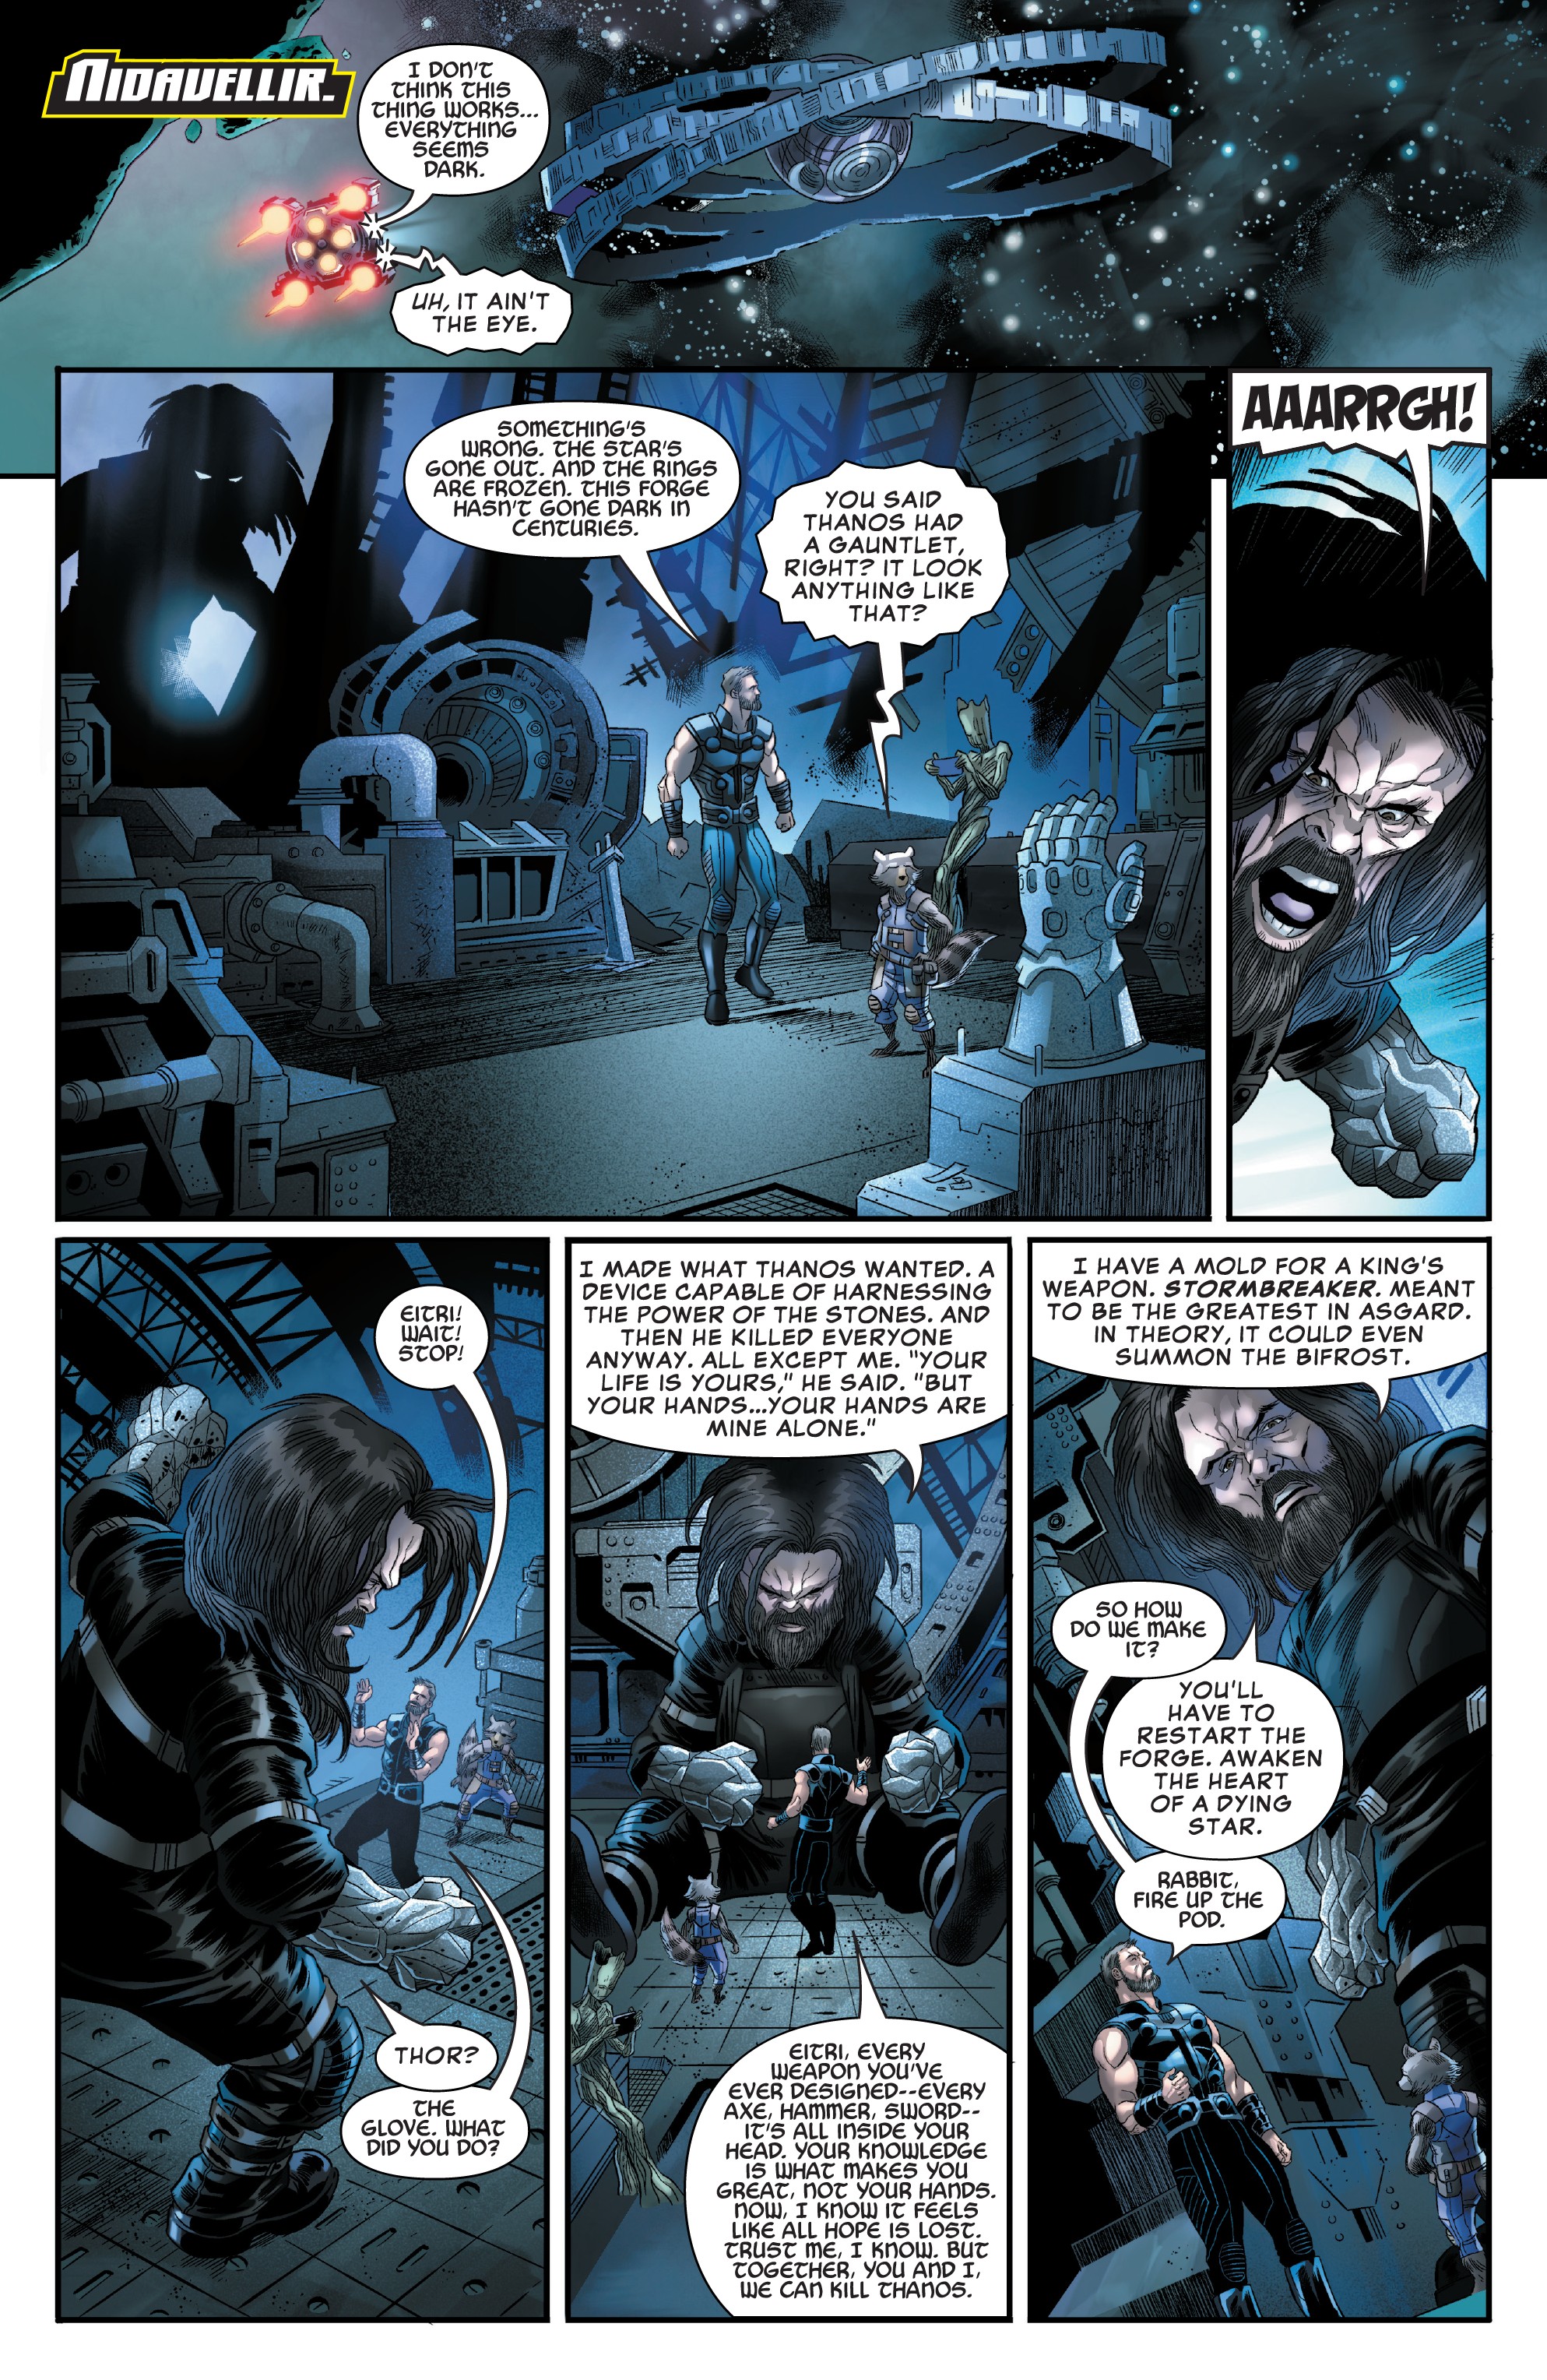 NIDAVELLIR.
I DON'T
THINK THIS
THING WORKS...
EVERYTHING
SEEMS
DARK.
UH, IT AIN'T
THE EYE.
SOMETHING'S
WRONG. THE STAR'S
GONE OUT. AND THE RINGS
ARE FROZEN. THIS FORGE
HASN'T GONE DARK IN
CENTURIES.
YOU SAID
THANOS HAD
A GAUNTLET,
RIGHT? IT LOOK
ANYTHING LIKE
THAT?
AAARRGH!
EITRI!
WAIT!
STOP!
THOR?
THE
GLOVE. WHAT
DID YOU DO?
I MADE WHAT THANOS WANTED. A
DEVICE CAPABLE OF HARNESSING
THE POWER OF THE STONES. AND
THEN HE KILLED EVERYONE
ANYWAY. ALL EXCEPT ME. "YOUR
LIFE IS YOURS," HE SAID. "BUT
YOUR HANDS...YOUR HANDS ARE
MINE ALONE."
EITRI, EVERY
WEAPON YOU'VE
EVER DESIGNED--EVERY
AXE, HAMMER, SWORD--
IT'S ALL INSIDE YOUR
HEAD. YOUR KNOWLEDGE
IS WHAT MAKES YOU
GREAT, NOT YOUR HANDS.
NOW, I KNOW IT FEELS
LIKE ALL HOPE IS LOST.
TRUST ME, I KNOW. BUT
TOGETHER, YOU AND I,
WE CAN KILL THANOS.
I HAVE A MOLD FOR A KING'S
WEAPON. STORMBREAKER. MEANT
TO BE THE GREATEST IN ASGARD.
IN THEORY, IT COULD EVEN
SUMMON THE BIFROST.
SO HOW
DO WE MAKE
IT?
YOU'LL
HAVE TO
RESTART THE
FORGE. AWAKEN
THE HEART
OF A DYING
STAR.
RABBIT,
FIRE UP THE
POD.